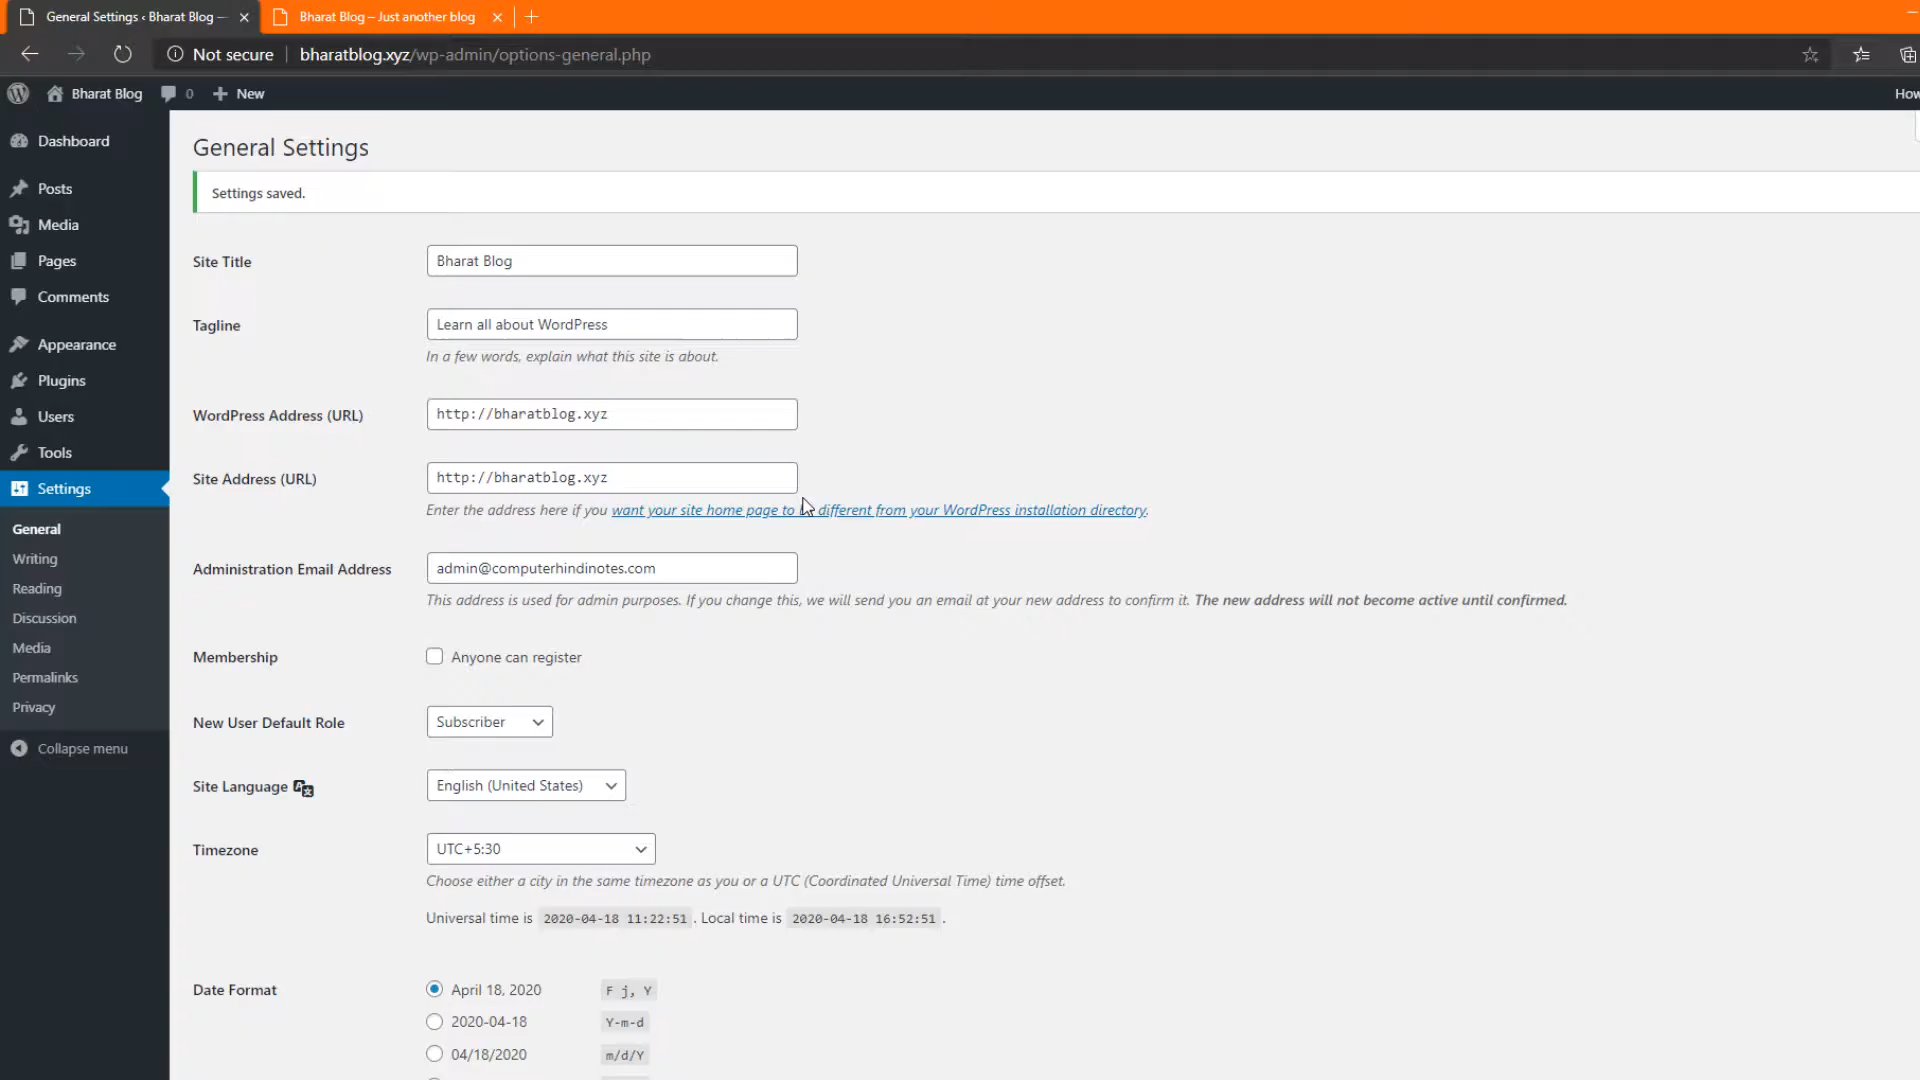 General Settings ‹ Bharat Blog —
Bharat Blog – Just another blog
Not secure
bharatblog.xyz/wp-admin/options-general.php
Bharat Blog
0
New
Dashboard
Posts
Media
Pages
Comments
Appearance
Plugins
Users
Tools
Settings
General
Writing
Reading
Discussion
Media
Permalinks
Privacy
Collapse menu
General Settings
Settings saved.
Site Title
Bharat Blog
Tagline
Learn all about WordPress
In a few words, explain what this site is about.
WordPress Address (URL)
http://bharatblog.xyz
Site Address (URL)
http://bharatblog.xyz
Enter the address here if you want your site home page to different from your WordPress installation directory.
Administration Email Address
admin@computerhindinotes.com
This address is used for admin purposes. If you change this, we will send you an email at your new address to confirm it. The new address will not become active until confirmed.
Membership
Anyone can register
New User Default Role
Subscriber
Site Language
English (United States)
Timezone
UTC+5:30
Choose either a city in the same timezone as you or a UTC (Coordinated Universal Time) time offset.
Universal time is 2020-04-18 11:22:51 . Local time is 2020-04-18 16:52:51 .
Date Format
April 18, 2020 F j, Y
2020-04-18 Y-m-d
04/18/2020 m/d/Y